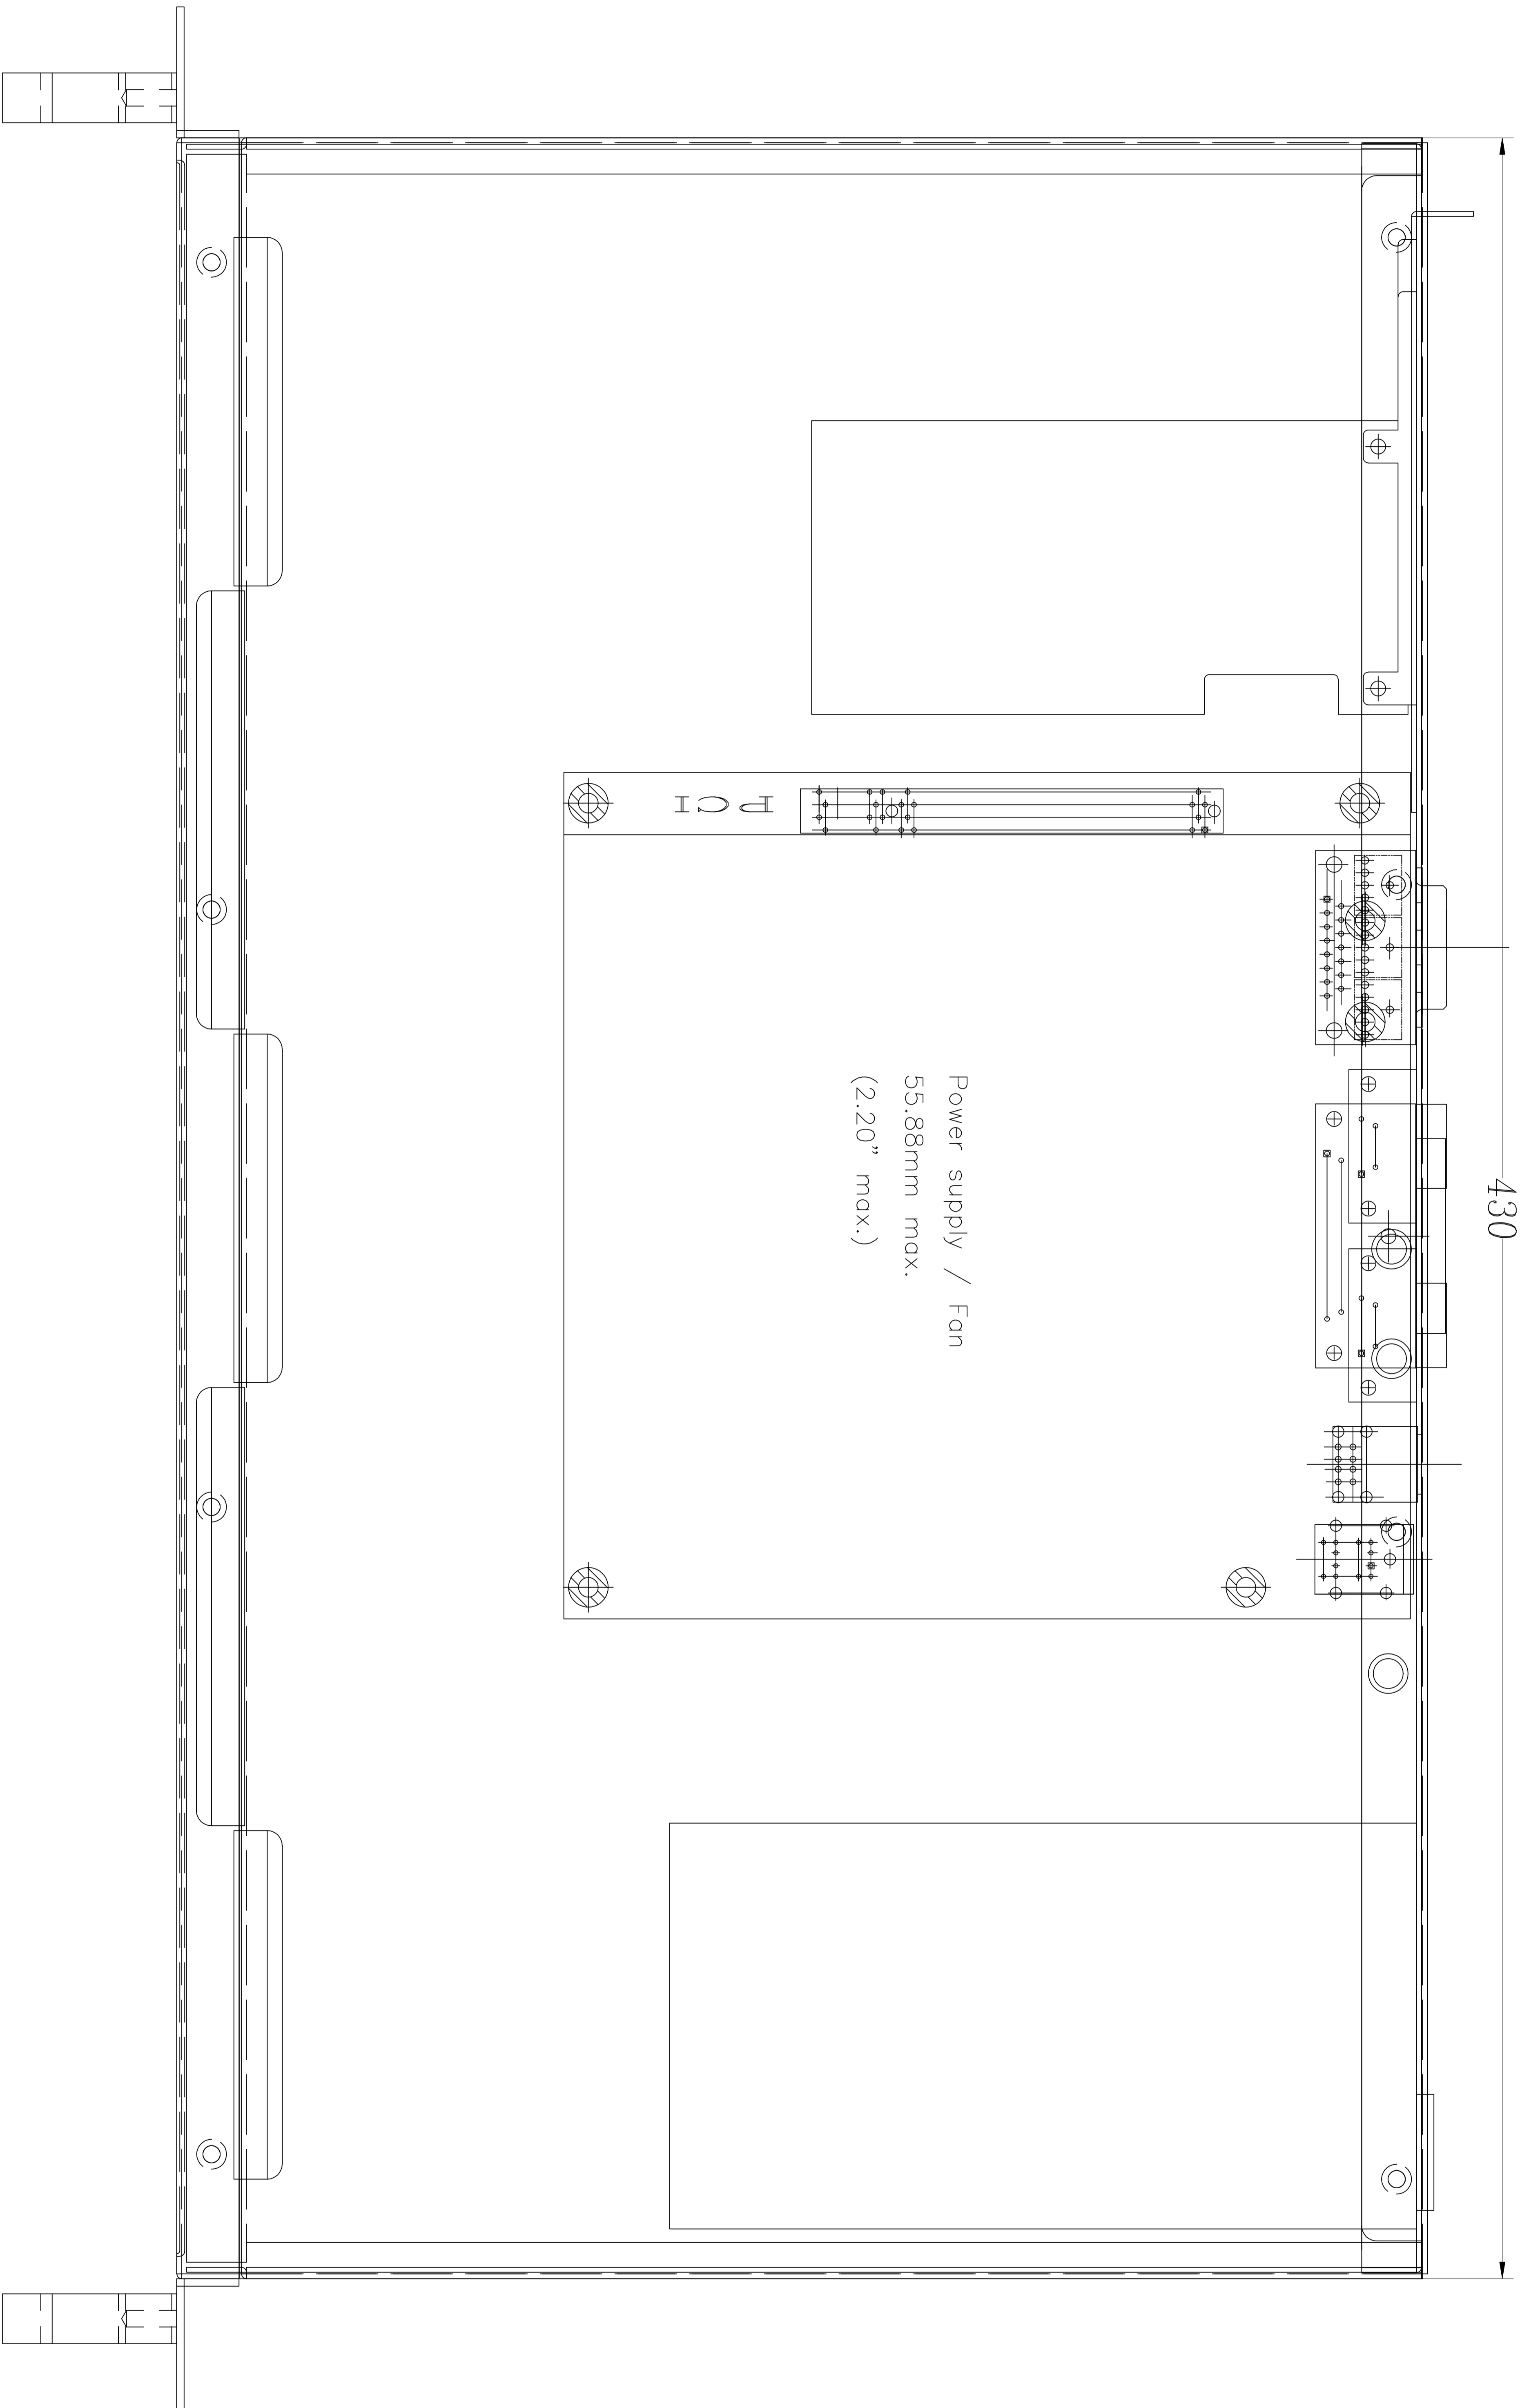 430
PCI
Power supply / Fan
55.88mm max.
(2.20" max.)